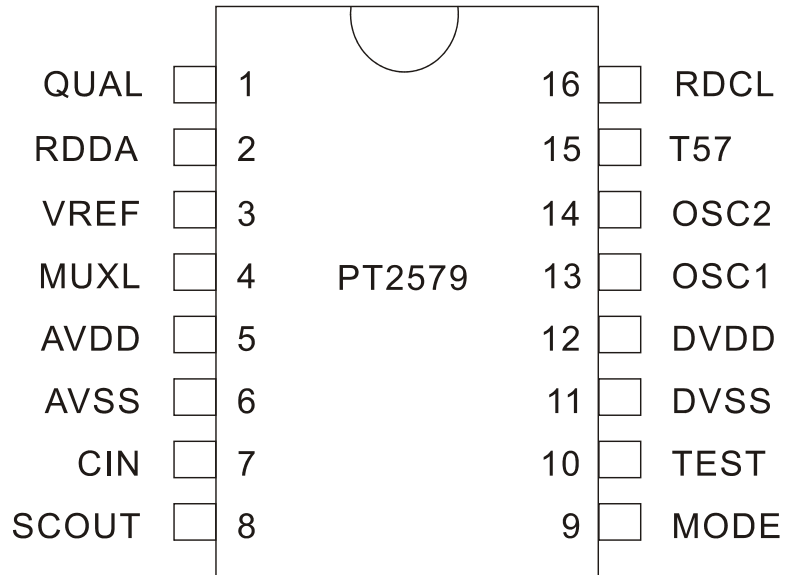 QUAL 1 16 RDCL
RDDA 2 15 T57
VREF 3 14 OSC2
MUXL 4 PT2579 13 OSC1
AVDD 5 12 DVDD
AVSS 6 11 DVSS
CIN 7 10 TEST
SCOUT 8 9 MODE